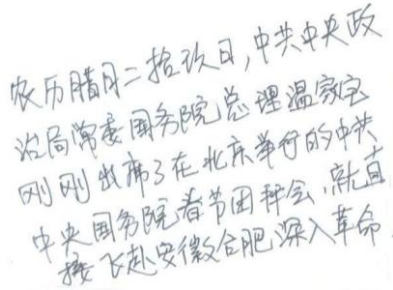 农历腊月二拾玖日，中共中央政
治局常委国务院总理温家宝
刚刚出席了在北京举行的中共
中央国务院春节团拜会、就直
接飞赴安徽合肥深入革命